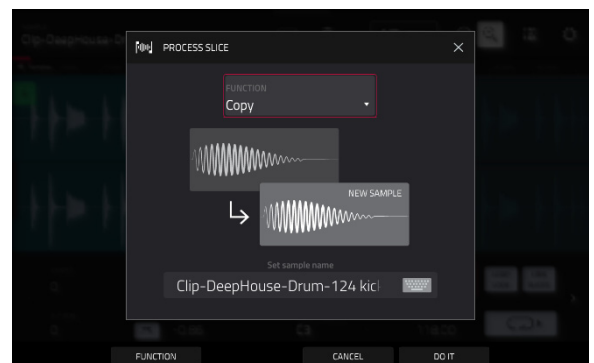 PROCESS SLICE
FUNCTION
Copy
NEW SAMPLE
Set sample name
Clip-DeepHouse-Drum-124 kicl
FUNCTION
CANCEL
DO IT